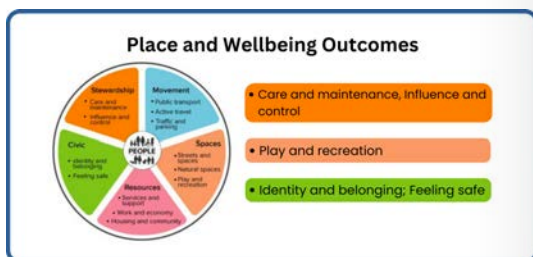 Place and Wellbeing Outcomes
Stewardship
• Care and
maintenance
• Influence and
control
Movement
• Public transport
• Active travel
• Traffic and
parking
Civic
• Identity and
belonging
• Feeling safe
PEOPLE
Spaces
• Streets and
spaces
• Natural spaces
• Play and
recreation
Resources
• Services and
support
• Work and economy
• Housing and community
• Care and maintenance, Influence and
control
• Play and recreation
• Identity and belonging; Feeling safe